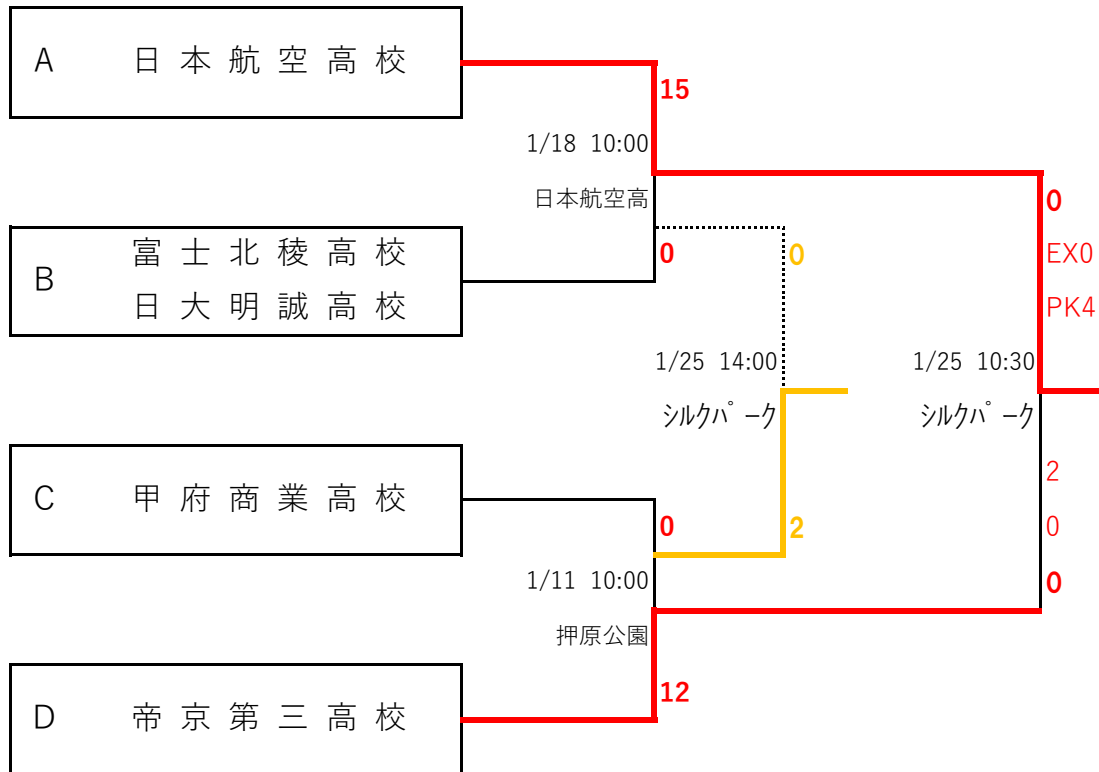 A 日本航空高校
15
1/18 10:00
日本航空高
0
0
EX0
PK4
B 富士北稜高校
日大明誠高校
0
1/25 14:00
シルクパーク
1/25 10:30
シルクパーク
C 甲府商業高校
0
2
2
0
0
1/11 10:00
押原公園
12
D 帝京第三高校